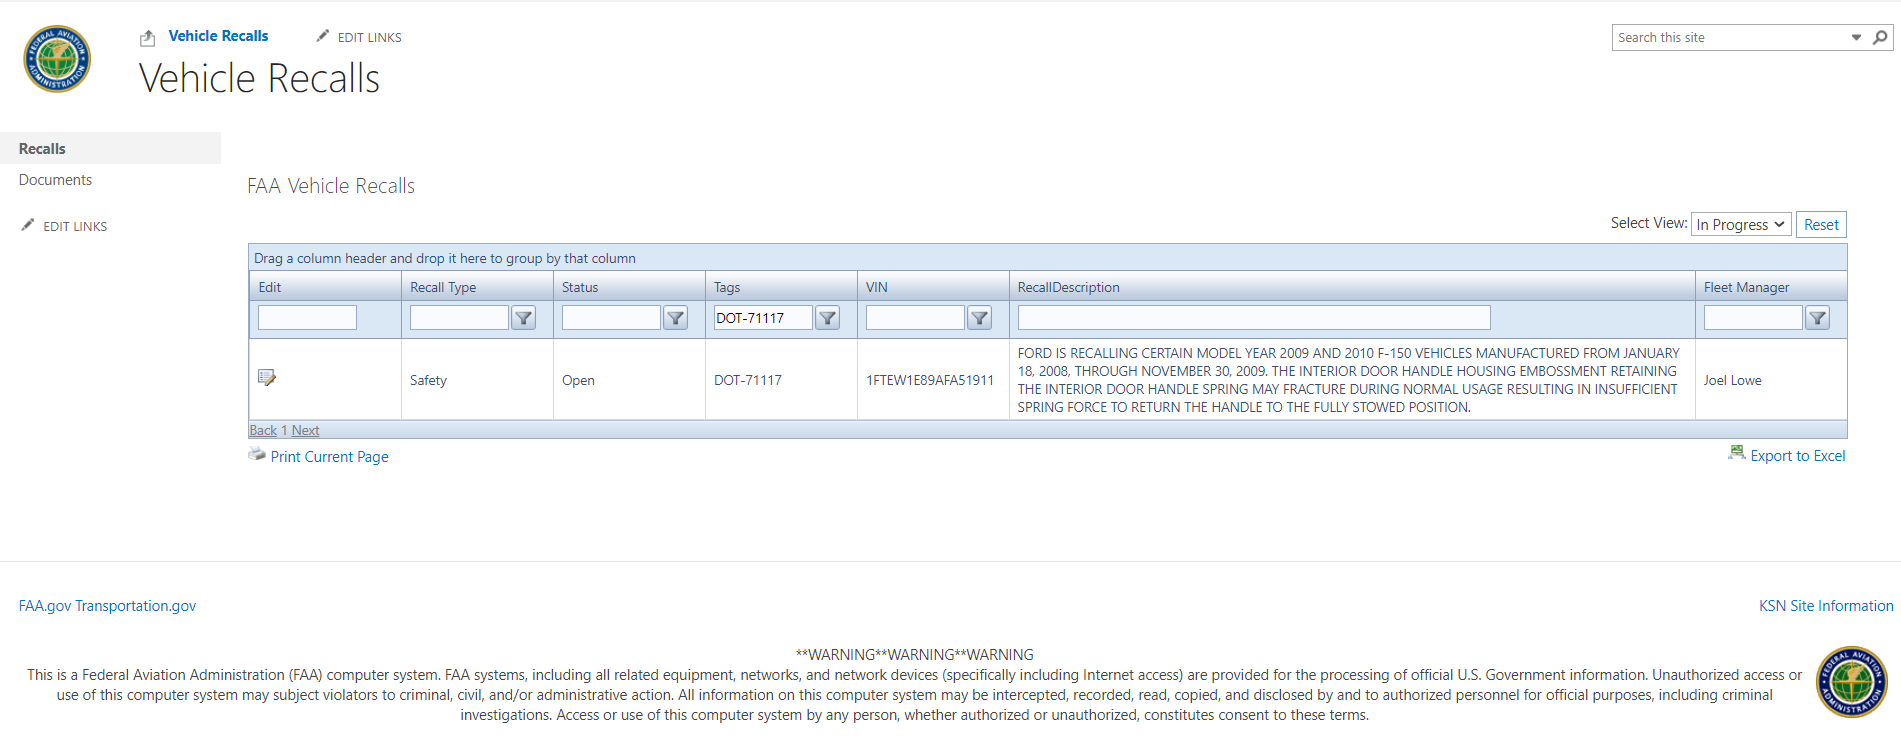 Vehicle Recalls
EDIT LINKS
Search this site
Vehicle Recalls
FEDERAL AVIATION ADMINISTRATION
Recalls
Documents
EDIT LINKS
FAA Vehicle Recalls
Select View: In Progress Reset
Drag a column header and drop it here to group by that column
Edit Recall Type Status Tags VIN RecallDescription Fleet Manager
DOT-71117
Safety Open DOT-71117 1FTEW1E89AFA51911 Joel Lowe
FORD IS RECALLING CERTAIN MODEL YEAR 2009 AND 2010 F-150 VEHICLES MANUFACTURED FROM JANUARY
18, 2008, THROUGH NOVEMBER 30, 2009. THE INTERIOR DOOR HANDLE HOUSING EMBOSSMENT RETAINING
THE INTERIOR DOOR HANDLE SPRING MAY FRACTURE DURING NORMAL USAGE RESULTING IN INSUFFICIENT
SPRING FORCE TO RETURN THE HANDLE TO THE FULLY STOWED POSITION.
Back 1 Next
Print Current Page
Export to Excel
FAA.gov Transportation.gov
KSN Site Information
**WARNING**WARNING**WARNING
This is a Federal Aviation Administration (FAA) computer system. FAA systems, including all related equipment, networks, and network devices (specifically including Internet access) are provided for the processing of official U.S. Government information. Unauthorized access or
use of this computer system may subject violators to criminal, civil, and/or administrative action. All information on this computer system may be intercepted, recorded, read, copied, and disclosed by and to authorized personnel for official purposes, including criminal
investigations. Access or use of this computer system by any person, whether authorized or unauthorized, constitutes consent to these terms.
FEDERAL AVIATION ADMINISTRATION